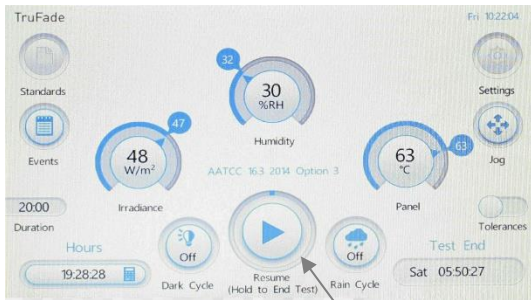 TruFade
Fri 10:22:04
Standards
Settings
32
30
%RH
Humidity
47
48
W/m²
Irradiance
63
63
°C
Panel
Events
Jog
AATCC 16.3 2014 Option 3
20:00
Duration
Tolerances
Hours
19:28:28
Off
Dark Cycle
Resume
(Hold to End Test)
Off
Rain Cycle
Test End
Sat 05:50:27